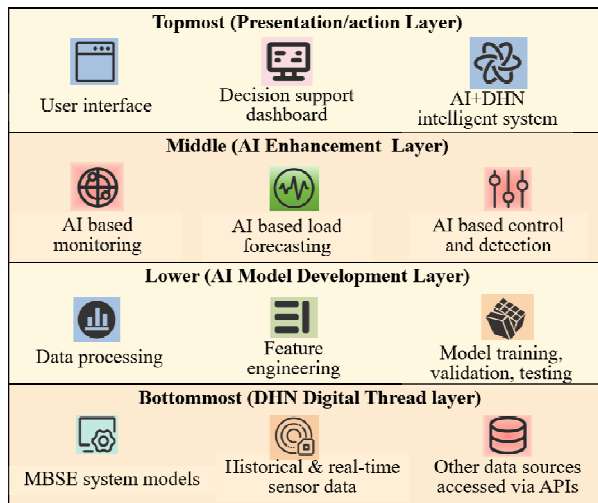 Topmost (Presentation/action Layer)
User interface
Decision support
dashboard
AI+DHN
intelligent system
Middle (AI Enhancement Layer)
AI based
monitoring
AI based load
forecasting
AI based control
and detection
Lower (AI Model Development Layer)
Data processing
Feature
engineering
Model training,
validation, testing
Bottommost (DHN Digital Thread layer)
MBSE system models
Historical & real-time
sensor data
Other data sources
accessed via APIs